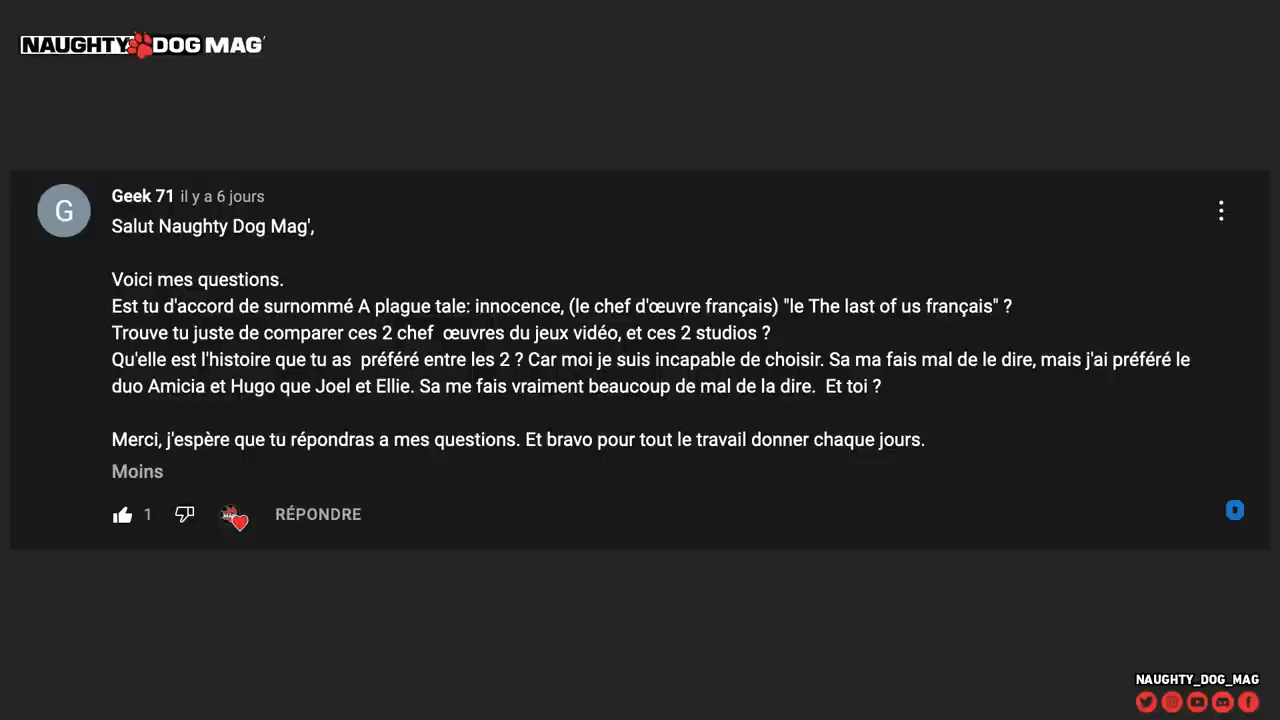 NAUGHTY DOG MAG'
G
Geek 71 il y a 6 jours
Salut Naughty Dog Mag',
Voici mes questions.
Est tu d'accord de surnommé A plague tale: innocence, (le chef d'œuvre français) "le The last of us français" ?
Trouve tu juste de comparer ces 2 chef  œuvres du jeux vidéo, et ces 2 studios ?
Qu'elle est l'histoire que tu as  préféré entre les 2 ? Car moi je suis incapable de choisir. Sa ma fais mal de le dire, mais j'ai préféré le
duo Amicia et Hugo que Joel et Ellie. Sa me fais vraiment beaucoup de mal de la dire.  Et toi ?
Merci, j'espère que tu répondras a mes questions. Et bravo pour tout le travail donner chaque jours.
Moins
1
RÉPONDRE
NAUGHTY_DOG_MAG